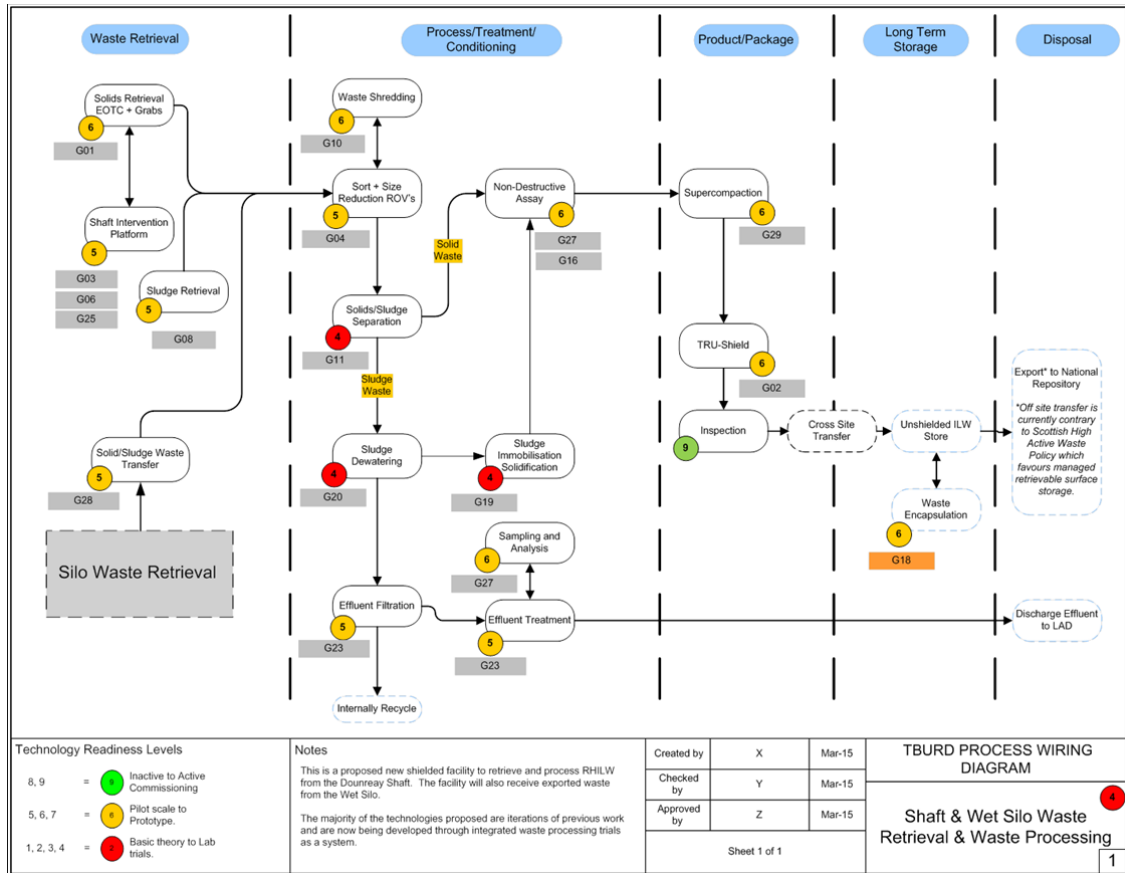 Waste Retrieval
Process/Treatment/
Conditioning
Product/Package
Long Term
Storage
Disposal
Solids Retrieval
EOTC + Grabs
6
G01
Shaft Intervention
Platform
5
G03
G06
G25
Sludge Retrieval
5
G08
Solid/Sludge Waste
Transfer
5
G28
Silo Waste Retrieval
Waste Shredding
6
G10
Sort + Size
Reduction ROV's
5
G04
Solids/Sludge
Separation
4
G11
Solid
Waste
Sludge
Waste
Sludge
Dewatering
4
G20
Effluent Filtration
5
G23
Internally Recycle
Non-Destructive
Assay
6
G27
G16
Sludge
Immobilisation
Solidification
4
G19
Sampling and
Analysis
6
G27
Effluent Treatment
5
G23
Supercompaction
6
G29
TRU-Shield
6
G02
Inspection
9
Cross Site
Transfer
Unshielded ILW
Store
Waste
Encapsulation
6
G18
Export* to National
Repository
*Off site transfer is
currently contrary
to Scottish High
Active Waste
Policy which
favours managed
retrievable surface
storage.
Discharge Effluent
to LAD
Technology Readiness Levels
8, 9 =
Inactive to Active
Commissioning
5, 6, 7 = 6
Pilot scale to
Prototype.
1, 2, 3, 4 = 2
Basic theory to Lab
trials.
Notes
This is a proposed new shielded facility to retrieve and process RHILW
from the Dounreay Shaft. The facility will also receive exported waste
from the Wet Silo.
The majority of the technologies proposed are iterations of previous work
and are now being developed through integrated waste processing trials
as a system.
Created by X Mar-15
Checked
by Y Mar-15
Approved
by Z Mar-15
Sheet 1 of 1
TBURD PROCESS WIRING
DIAGRAM
4
Shaft & Wet Silo Waste
Retrieval & Waste Processing
1